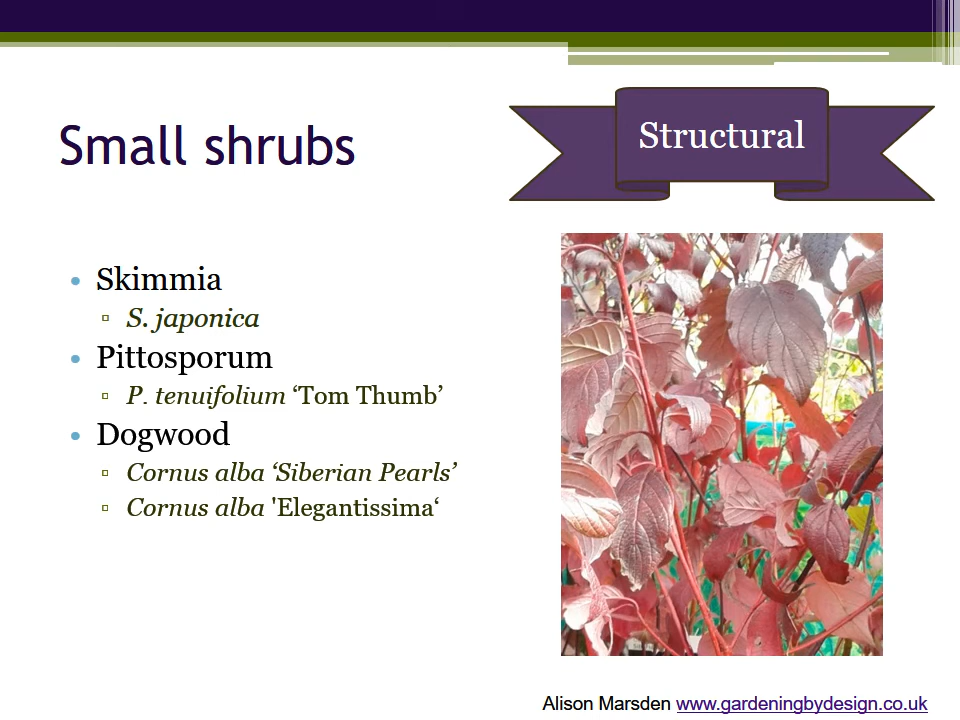 Small shrubs
Structural
• Skimmia
▫ S. japonica
• Pittosporum
▫ P. tenuifolium ‘Tom Thumb’
• Dogwood
▫ Cornus alba ‘Siberian Pearls’
▫ Cornus alba 'Elegantissima‘
Alison Marsden www.gardeningbydesign.co.uk